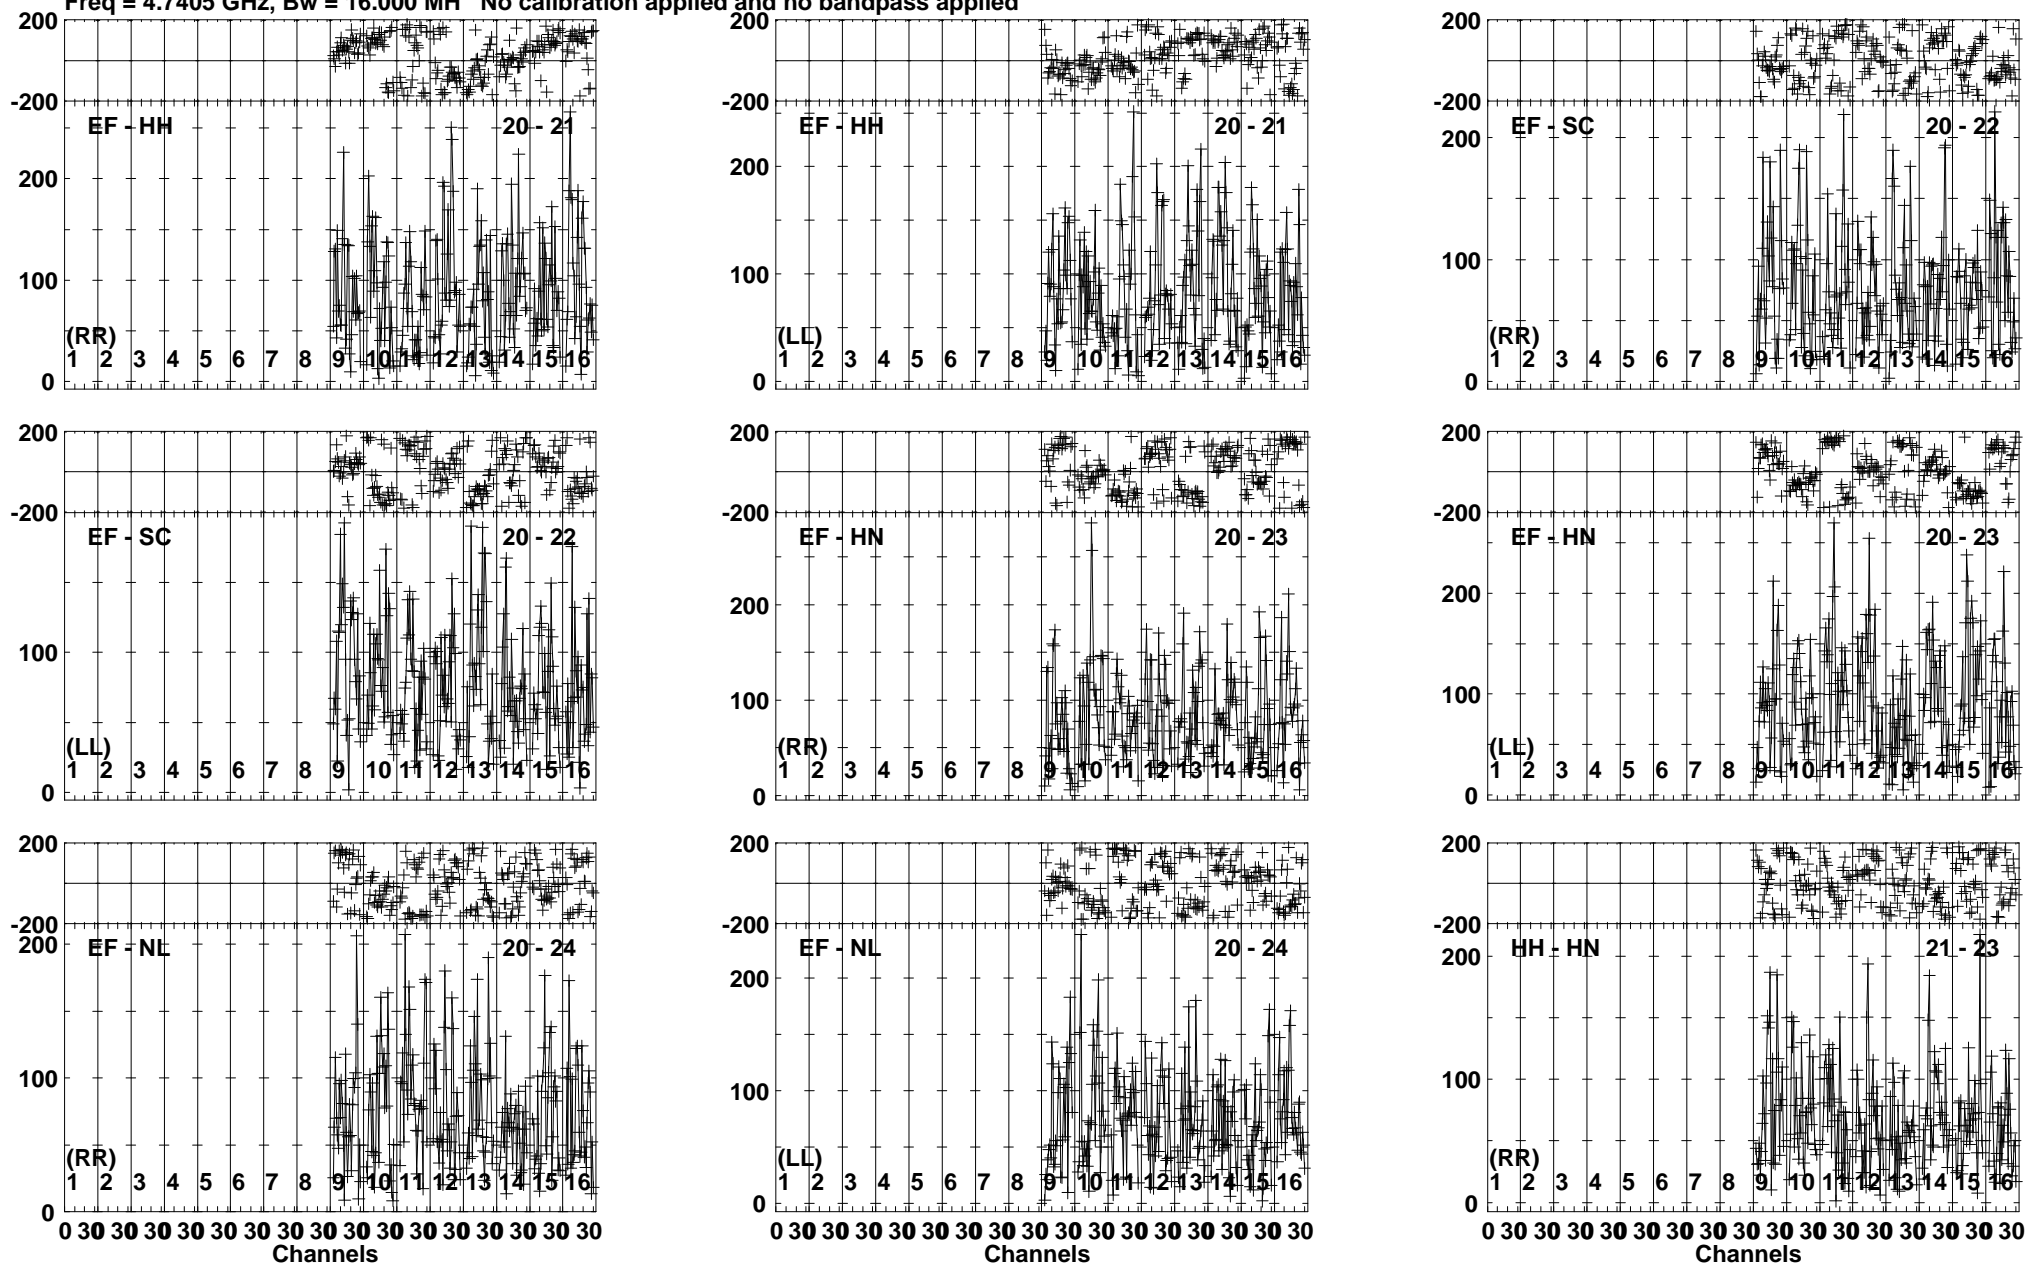 Freq = 4.7405 GHz, Bw = 16.000 MH No calibration applied and no bandpass applied
200 200 200
-200 -200 -200
EF - HH 20 - 21 EF - HH 20 - 21 EF - SC 20 - 22
200 200 200
100 100 100
(RR) (LL) (RR)
1 2 3 4 5 6 7 8 9 10 11 12 13 14 15 16 1 2 3 4 5 6 7 8 9 10 11 12 13 14 15 16 1 2 3 4 5 6 7 8 9 10 11 12 13 14 15 16
0 0 0
200 200 200
-200 -200 -200
EF - SC 20 - 22 EF - HN 20 - 23 EF - HN 20 - 23
200 200
100 100 100
(LL) (RR) (LL)
1 2 3 4 5 6 7 8 9 10 11 12 13 14 15 16 1 2 3 4 5 6 7 8 9 10 11 12 13 14 15 16 1 2 3 4 5 6 7 8 9 10 11 12 13 14 15 16
0 0 0
200 200 200
-200 -200 -200
EF - NL 20 - 24 EF - NL 20 - 24 HH - HN 21 - 23
200 200 200
100 100 100
(RR) (LL) (RR)
1 2 3 4 5 6 7 8 9 10 11 12 13 14 15 16 1 2 3 4 5 6 7 8 9 10 11 12 13 14 15 16 1 2 3 4 5 6 7 8 9 10 11 12 13 14 15 16
0 0 0
0 30 30 30 30 30 30 30 30 30 30 30 30 30 30 30 30 0 30 30 30 30 30 30 30 30 30 30 30 30 30 30 30 30 0 30 30 30 30 30 30 30 30 30 30 30 30 30 30 30 30
Channels Channels Channels